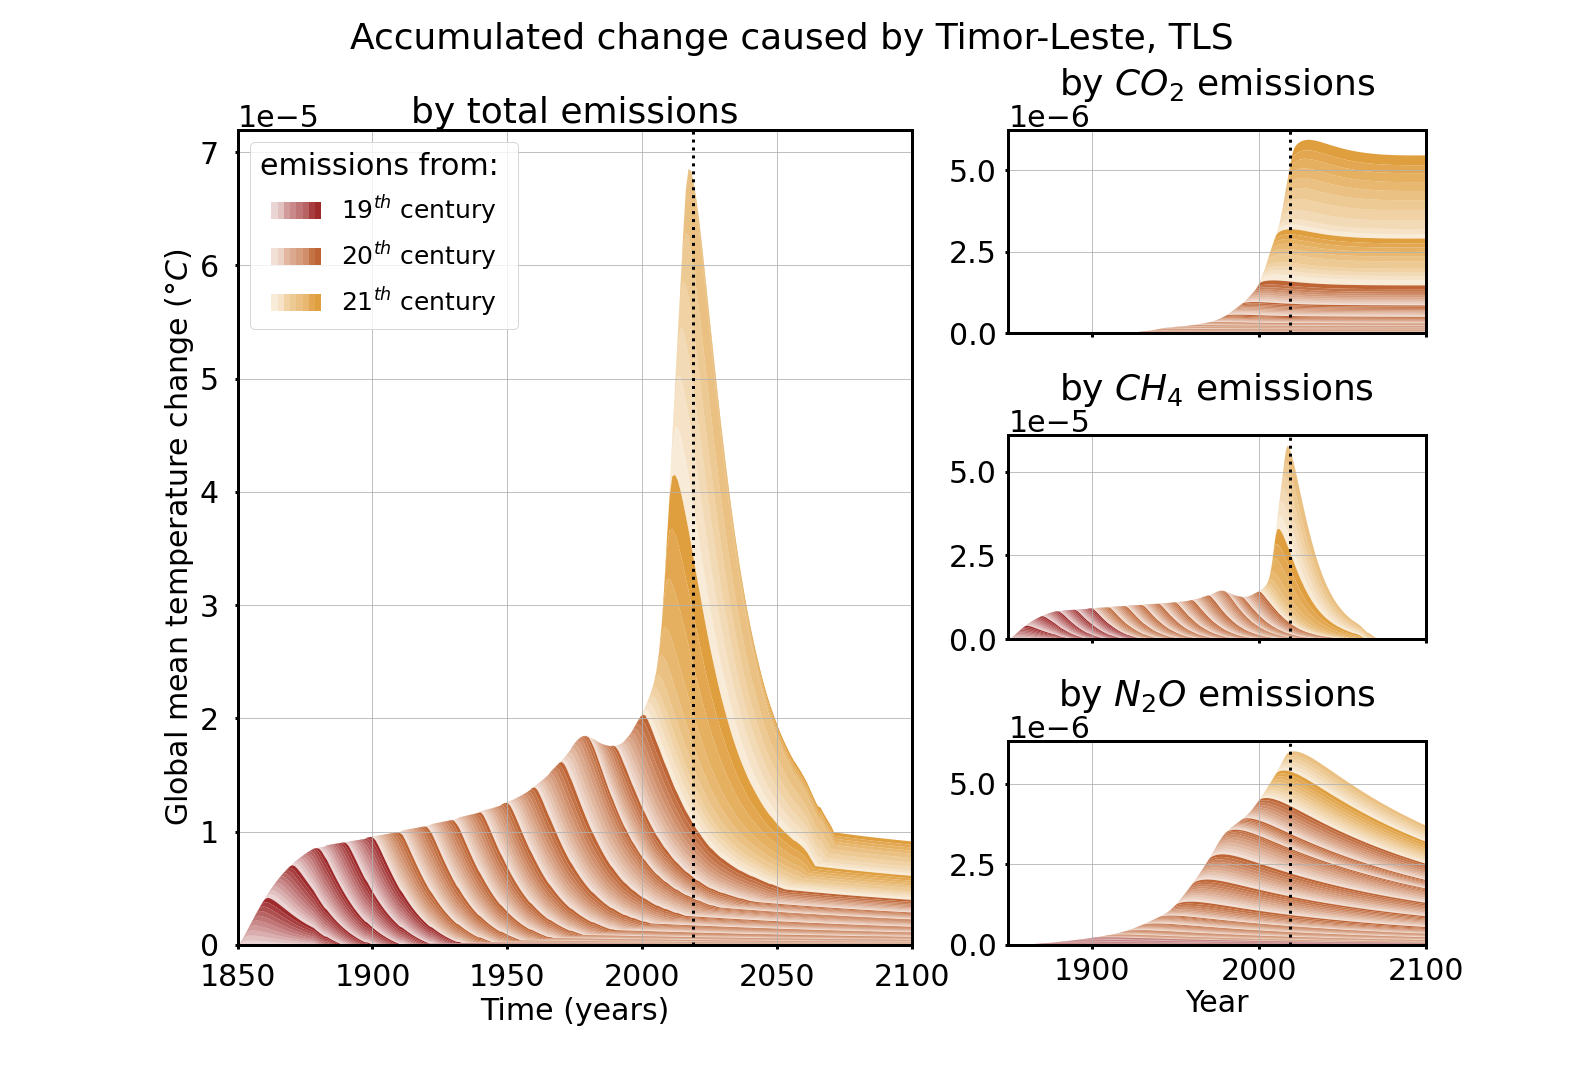 Accumulated change caused by Timor-Leste, TLS
by total emissions
1e−5
7
6
5
4
3
2
1
0
Global mean temperature change (°C)
emissions from:
19th century
20th century
21th century
1850 1900 1950 2000 2050 2100
Time (years)
by CO2 emissions
1e−6
5.0
2.5
0.0
by CH4 emissions
1e−5
5.0
2.5
0.0
by N2O emissions
1e−6
5.0
2.5
0.0
1900 2000 2100
Year